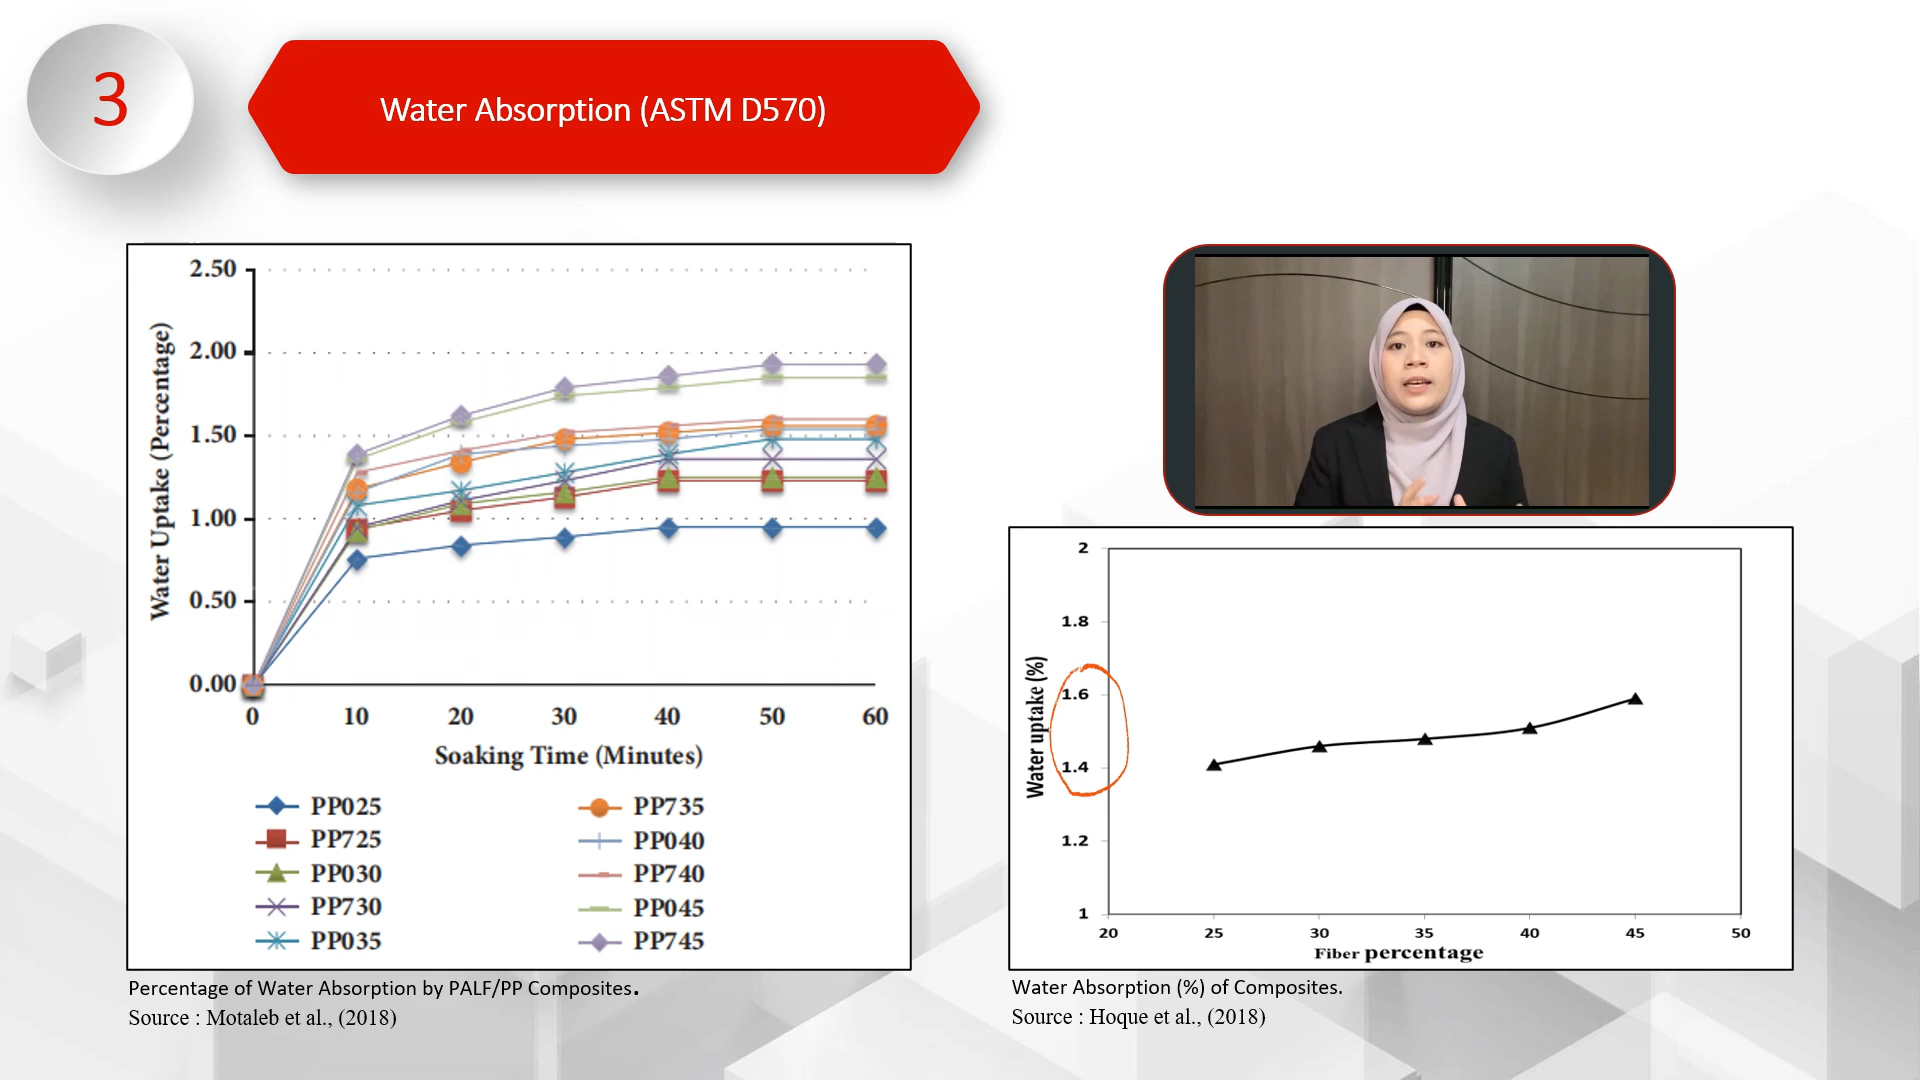 3
Water Absorption (ASTM D570)
2.50
2.00
1.50
1.00
0.50
0.00
Water Uptake (Percentage)
0 10 20 30 40 50 60
Soaking Time (Minutes)
PP025
PP725
PP030
PP730
PP035
PP735
PP040
PP740
PP045
PP745
Percentage of Water Absorption by PALF/PP Composites.
Source : Motaleb et al., (2018)
2
1.8
1.6
1.4
1.2
1
Water uptake (%)
20 25 30 35 40 45 50
Fiber percentage
Water Absorption (%) of Composites.
Source : Hoque et al., (2018)